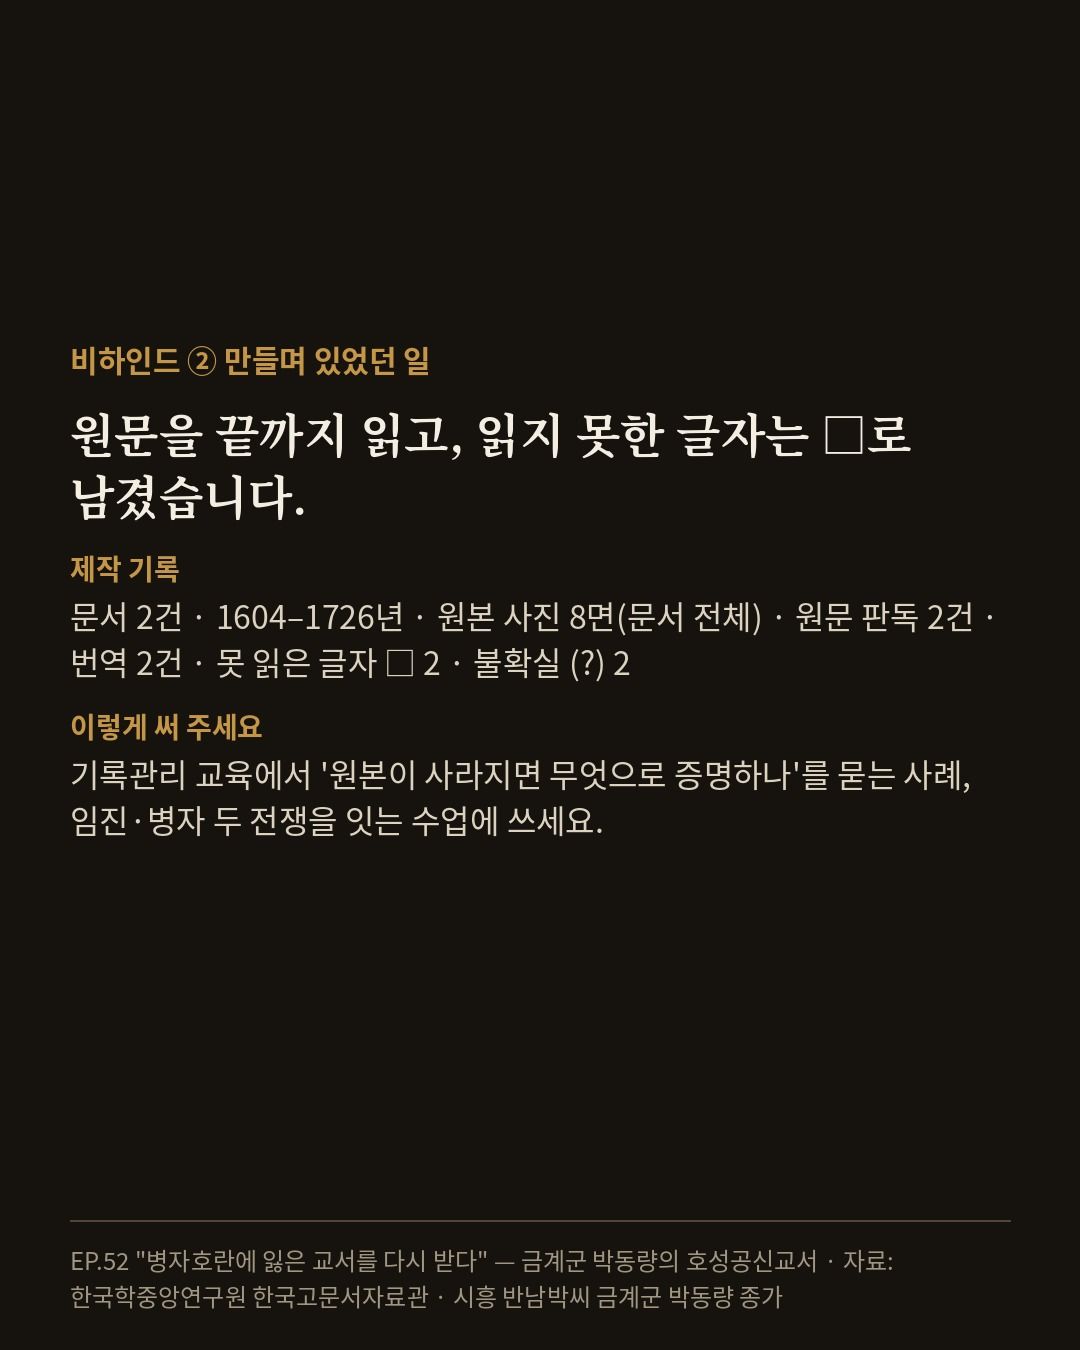 비하인드 ② 만들며 있었던 일
원문을 끝까지 읽고, 읽지 못한 글자는 □로
남겼습니다.
제작 기록
문서 2건 · 1604–1726년 · 원본 사진 8면(문서 전체) · 원문 판독 2건 ·
번역 2건 · 못 읽은 글자 □ 2 · 불확실 (?) 2
이렇게 써 주세요
기록관리 교육에서 '원본이 사라지면 무엇으로 증명하나'를 묻는 사례,
임진·병자 두 전쟁을 잇는 수업에 쓰세요.
EP.52 "병자호란에 잃은 교서를 다시 받다" — 금계군 박동량의 호성공신교서 · 자료:
한국학중앙연구원 한국고문서자료관 · 시흥 반남박씨 금계군 박동량 종가